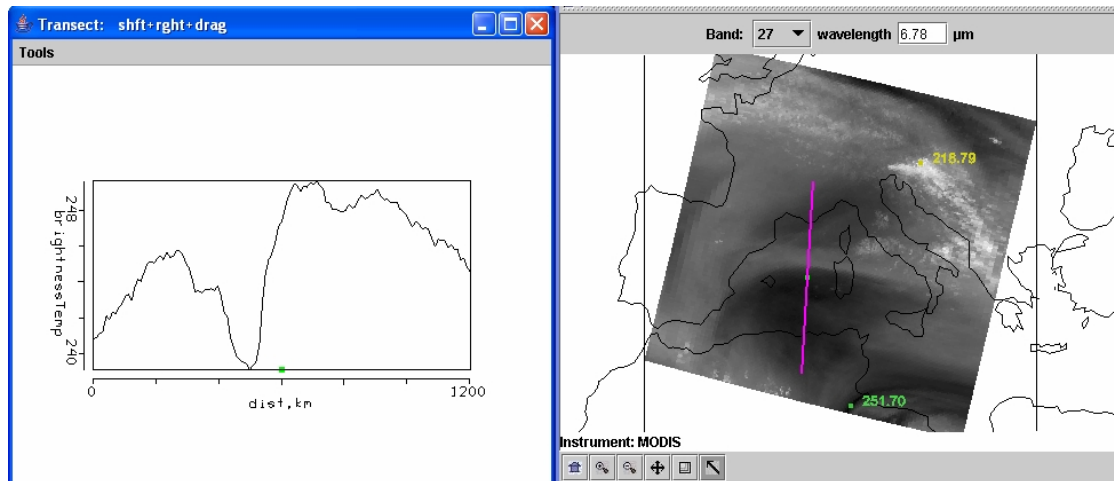 Transect: shft+rght+drag
Tools
248
brightnessTemp
240
0
1200
dist,km
Band: 27 wavelength 6.78 µm
218.79
251.70
Instrument: MODIS